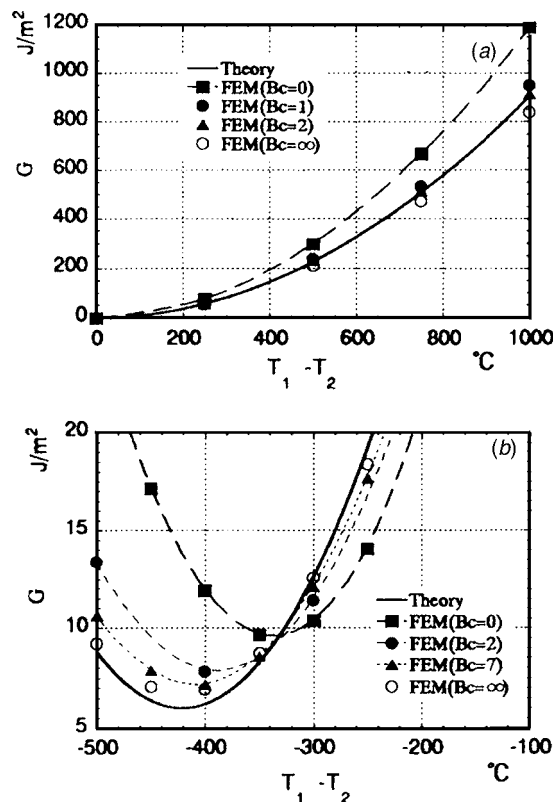 J/m²
1200
1000
800
600
400
200
0
G
(a)
Theory
FEM(Bc=0)
FEM(Bc=1)
FEM(Bc=2)
FEM(Bc=∞)
0 200 400 600 800 1000
T₁ -T₂ °C
J/m²
20
15
10
5
G
(b)
Theory
FEM(Bc=0)
FEM(Bc=2)
FEM(Bc=7)
FEM(Bc=∞)
-500 -400 -300 -200 -100
T₁ -T₂ °C